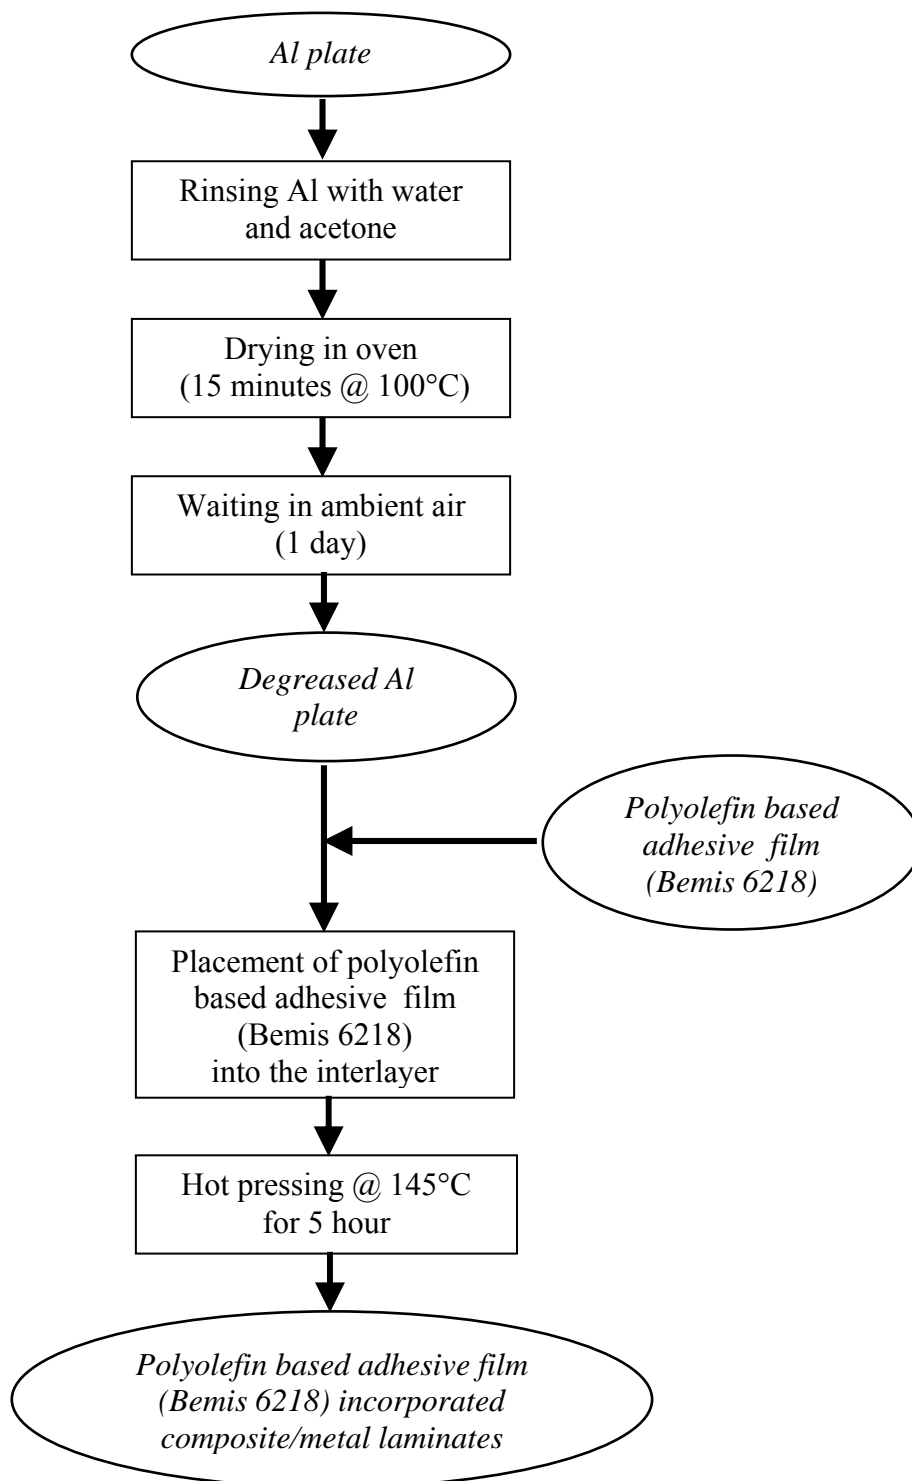 Al plate
Rinsing Al with water
and acetone
Drying in oven
(15 minutes @ 100°C)
Waiting in ambient air
(1 day)
Degreased Al
plate
Polyolefin based
adhesive film
(Bemis 6218)
Placement of polyolefin
based adhesive film
(Bemis 6218)
into the interlayer
Hot pressing @ 145°C
for 5 hour
Polyolefin based adhesive film
(Bemis 6218) incorporated
composite/metal laminates